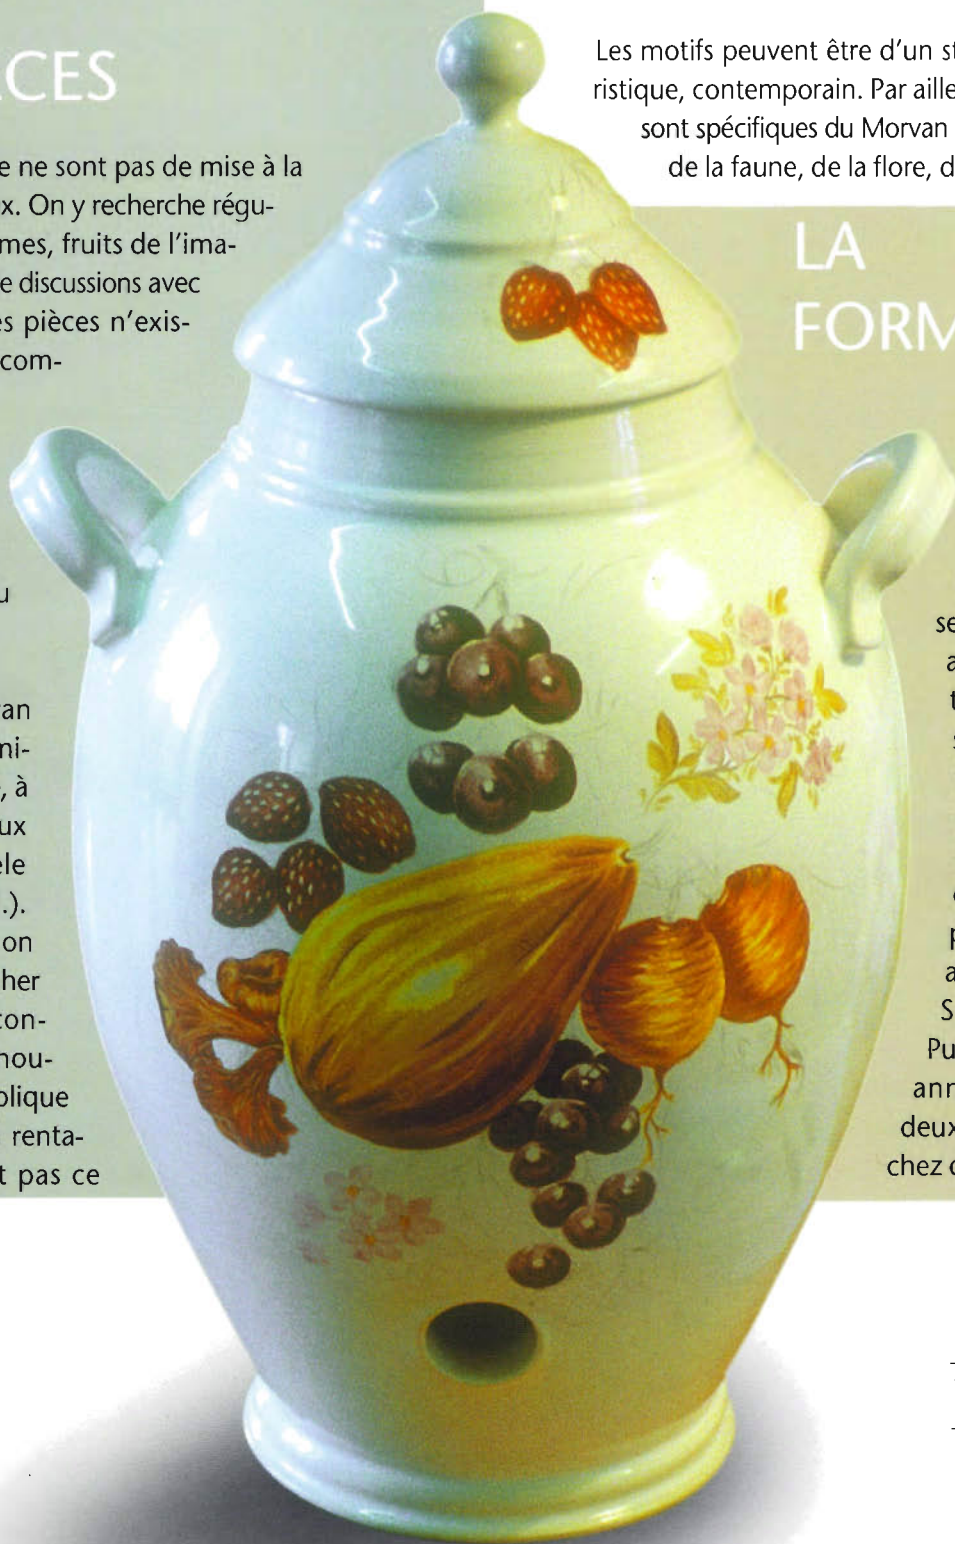 CES
e ne sont pas de mise à la
x. On y recherche régu-
mes, fruits de l'ima-
e discussions avec
es pièces n'exis-
com-
u
an
ni-
, à
ux
èle
.).
on
her
con-
nou-
plique
renta-
t pas ce
Les motifs peuvent être d'un st
ristique, contemporain. Par aille
sont spécifiques du Morvan
de la faune, de la flore, d
LA
FORM
se
a
t
s
p
a
S
Pu
ann
deux
chez d